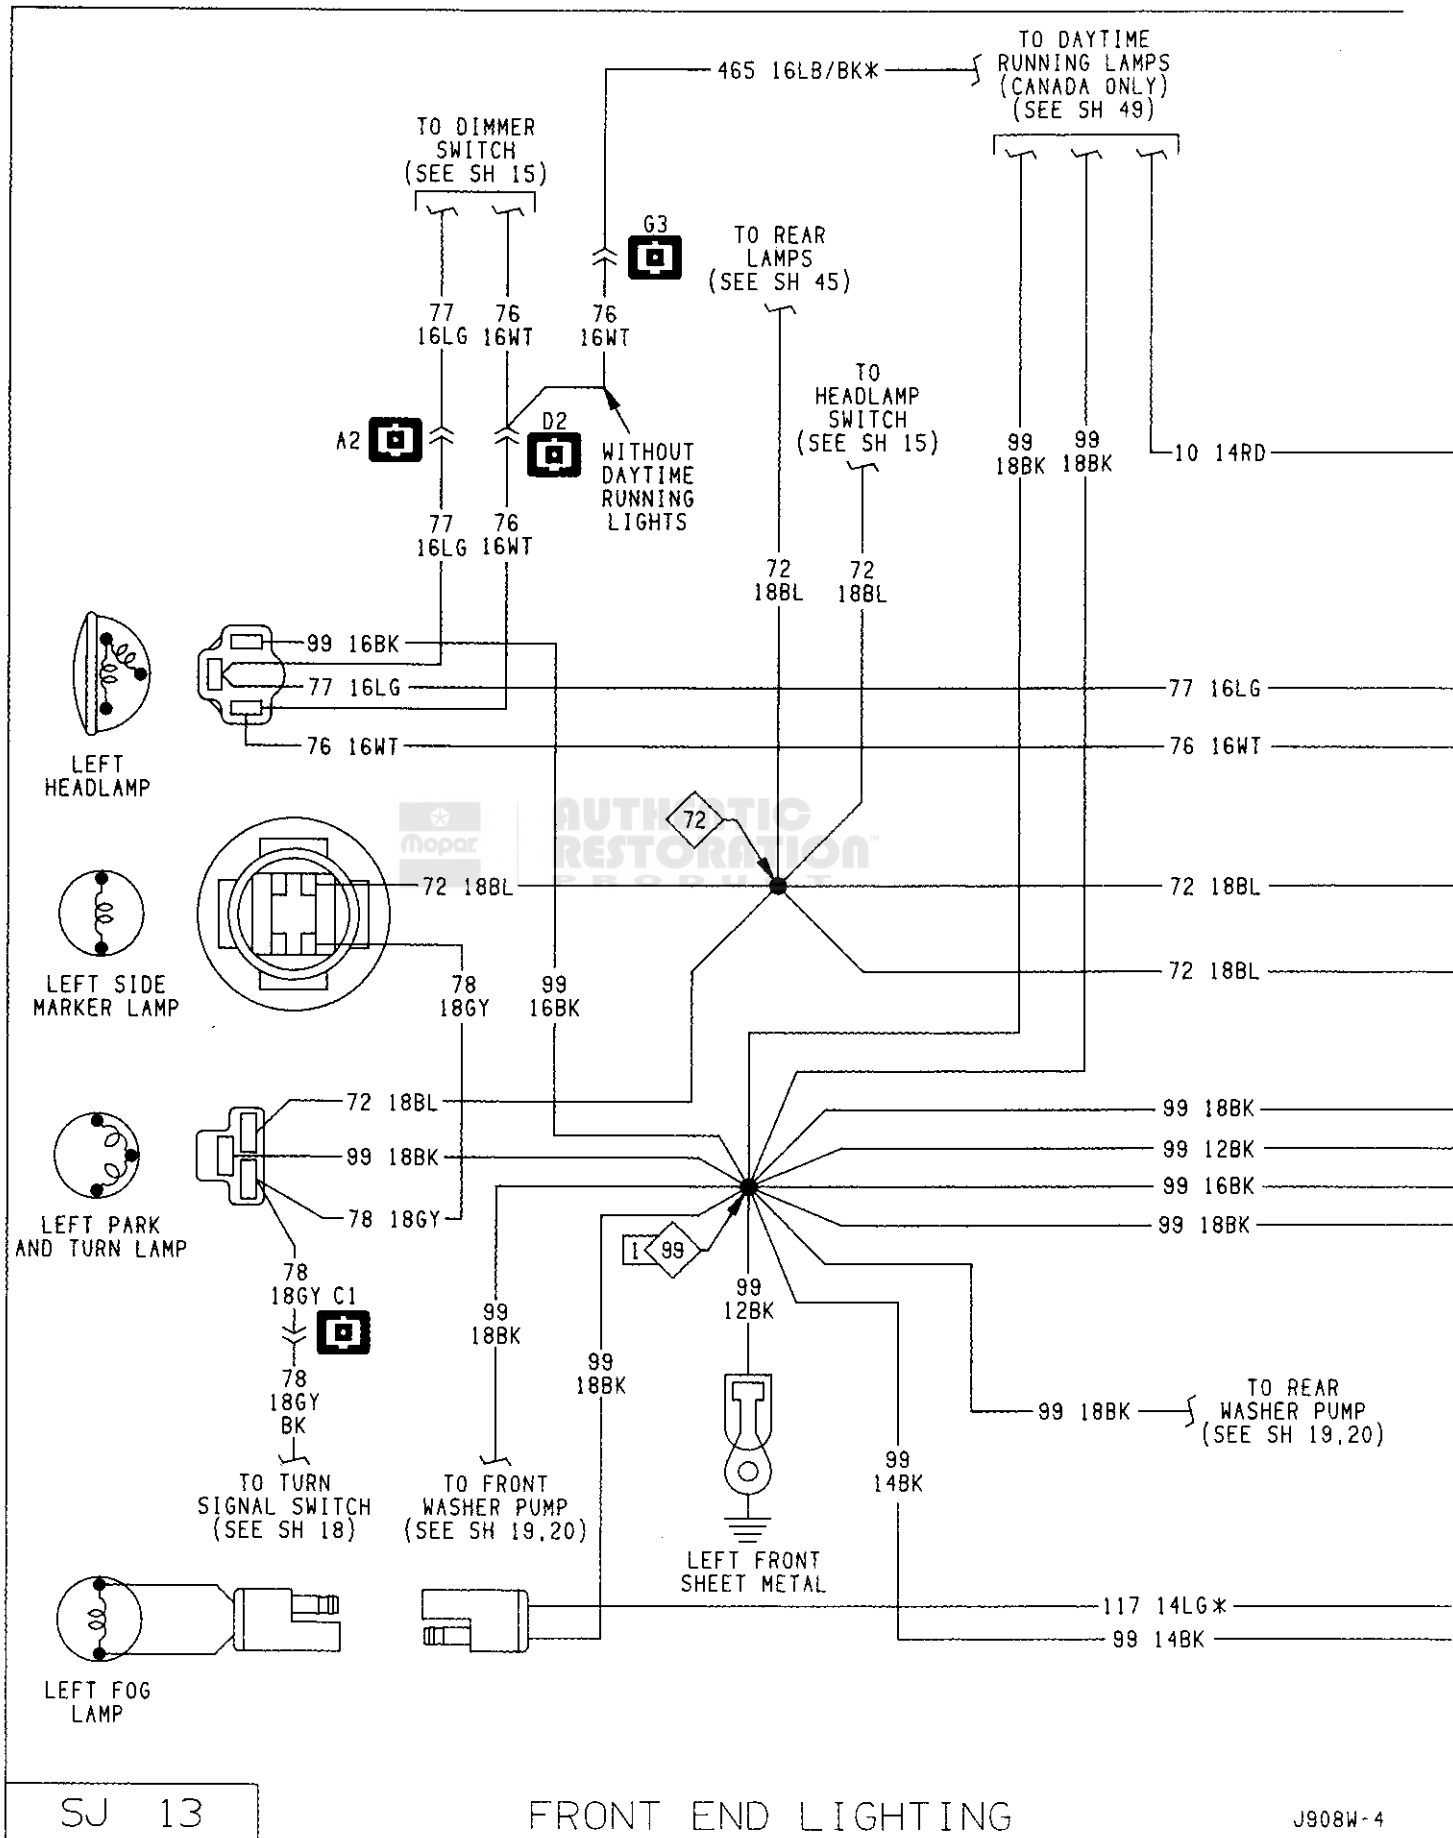 TO DAYTIME
RUNNING LAMPS
(CANADA ONLY)
(SEE SH 49)
465 16LB/BK*
TO DIMMER
SWITCH
(SEE SH 15)
G3
TO REAR
LAMPS
(SEE SH 45)
77
16LG
76
16WT
76
16WT
TO
HEADLAMP
SWITCH
(SEE SH 15)
A2
D2
WITHOUT
DAYTIME
RUNNING
LIGHTS
99
18BK
99
18BK
10 14RD
77
16LG
76
16WT
72
18BL
72
18BL
99 16BK
77 16LG
77 16LG
76 16WT
76 16WT
LEFT
HEADLAMP
Mopar
AUTHENTIC
RESTORATION™
PRODUCT
72
72 18BL
72 18BL
72 18BL
LEFT SIDE
MARKER LAMP
78
18GY
99
16BK
72 18BL
99 18BK
99 18BK
99 12BK
99 16BK
78 18GY
99 18BK
LEFT PARK
AND TURN LAMP
1
99
78
18GY
C1
99
18BK
99
12BK
99
18BK
78
18GY
BK
99 18BK
TO REAR
WASHER PUMP
(SEE SH 19,20)
99
14BK
TO TURN
SIGNAL SWITCH
(SEE SH 18)
TO FRONT
WASHER PUMP
(SEE SH 19,20)
LEFT FRONT
SHEET METAL
117 14LG*
99 14BK
LEFT FOG
LAMP
SJ 13
FRONT END LIGHTING
J908W-4